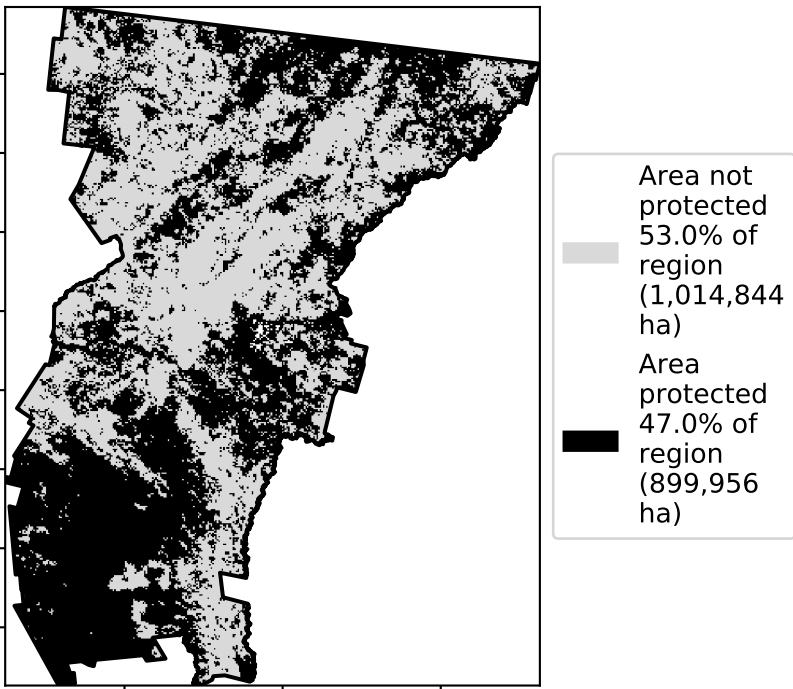 Area not
protected
53.0% of
region
(1,014,844
ha)
Area
protected
47.0% of
region
(899,956
ha)